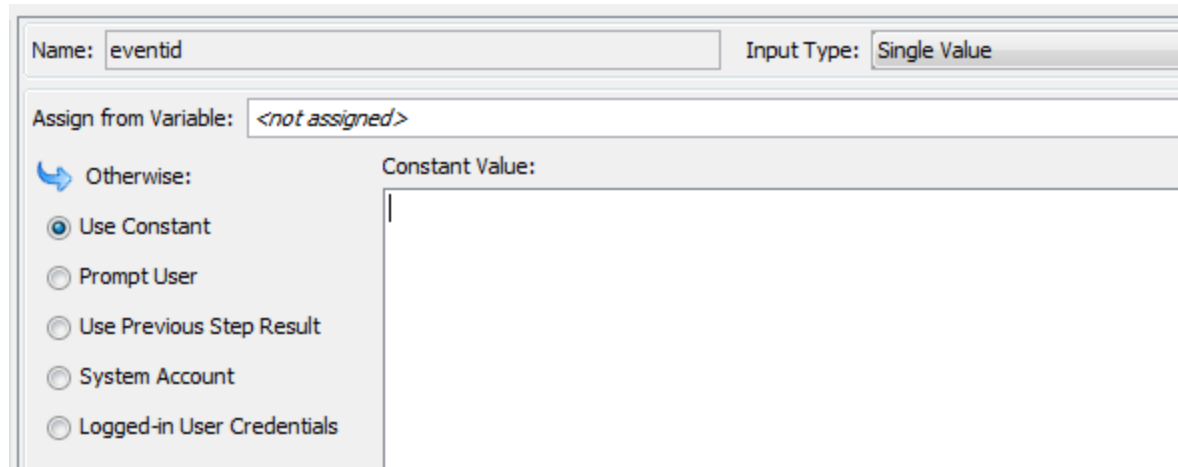 Name: eventid Input Type: Single Value
Assign from Variable: <not assigned>
Otherwise: Constant Value:
Use Constant
Prompt User
Use Previous Step Result
System Account
Logged-in User Credentials